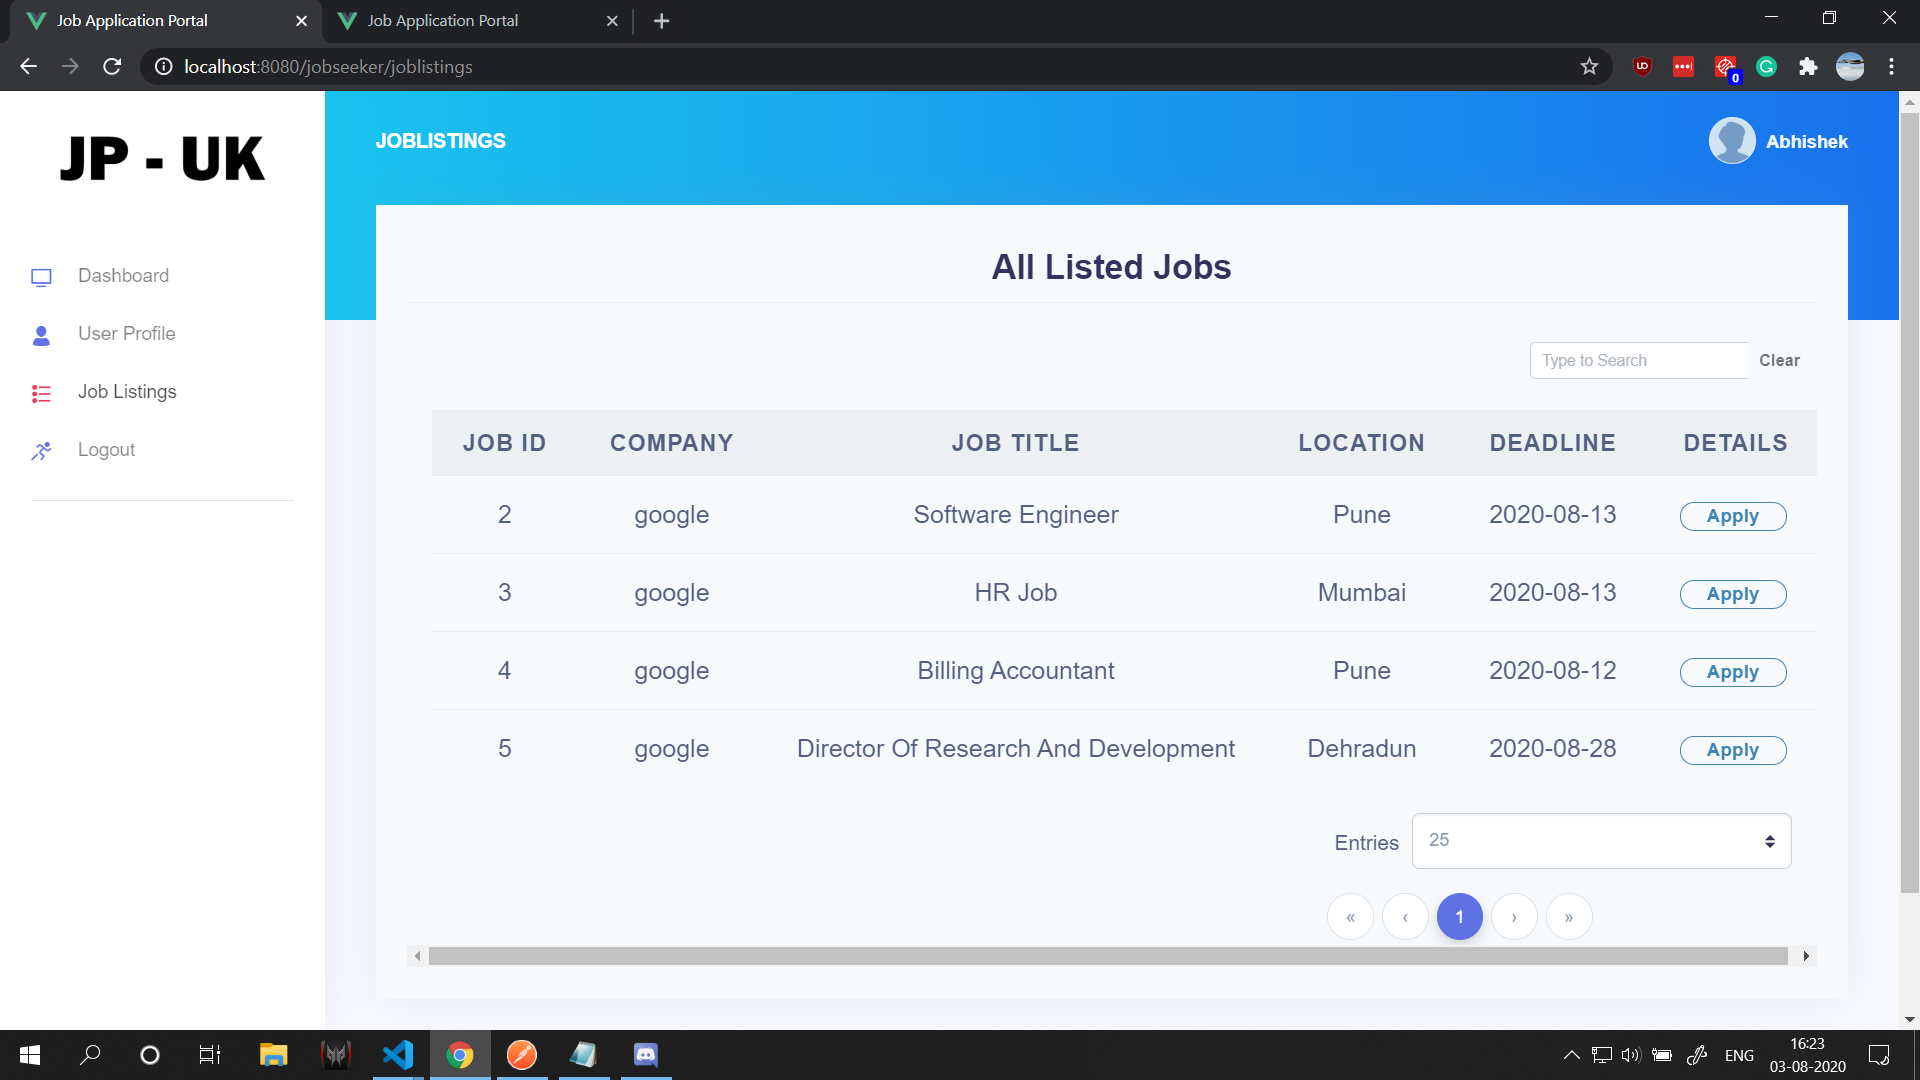 Job Application Portal
Job Application Portal
localhost:8080/jobseeker/joblistings
0
JP - UK
JOBLISTINGS
Abhishek
Dashboard
User Profile
Job Listings
Logout
All Listed Jobs
Type to Search Clear
JOB ID COMPANY JOB TITLE LOCATION DEADLINE DETAILS
2 google Software Engineer Pune 2020-08-13 Apply
3 google HR Job Mumbai 2020-08-13 Apply
4 google Billing Accountant Pune 2020-08-12 Apply
5 google Director Of Research And Development Dehradun 2020-08-28 Apply
Entries 25
« ‹ 1 › »
ENG
16:23
03-08-2020